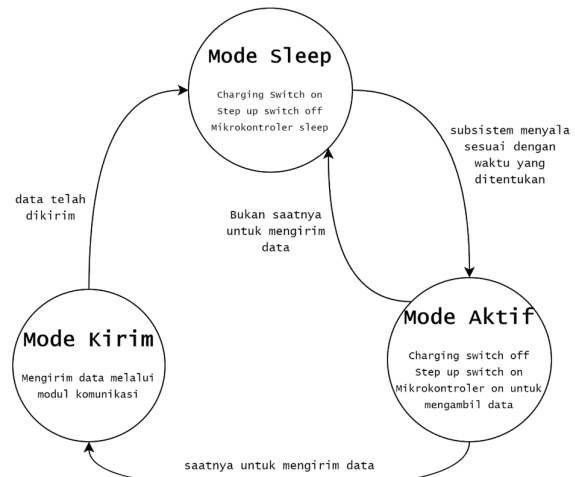 Mode Sleep
Charging Switch on
Step up switch off
Mikrokontroler sleep
subsistem menyala
sesuai dengan
waktu yang
ditentukan
data telah
dikirim
Bukan saatnya
untuk mengirim
data
Mode Kirim
Mengirim data melalui
modul komunikasi
Mode Aktif
Charging switch off
Step up switch on
Mikrokontroler on untuk
mengambil data
saatnya untuk mengirim data